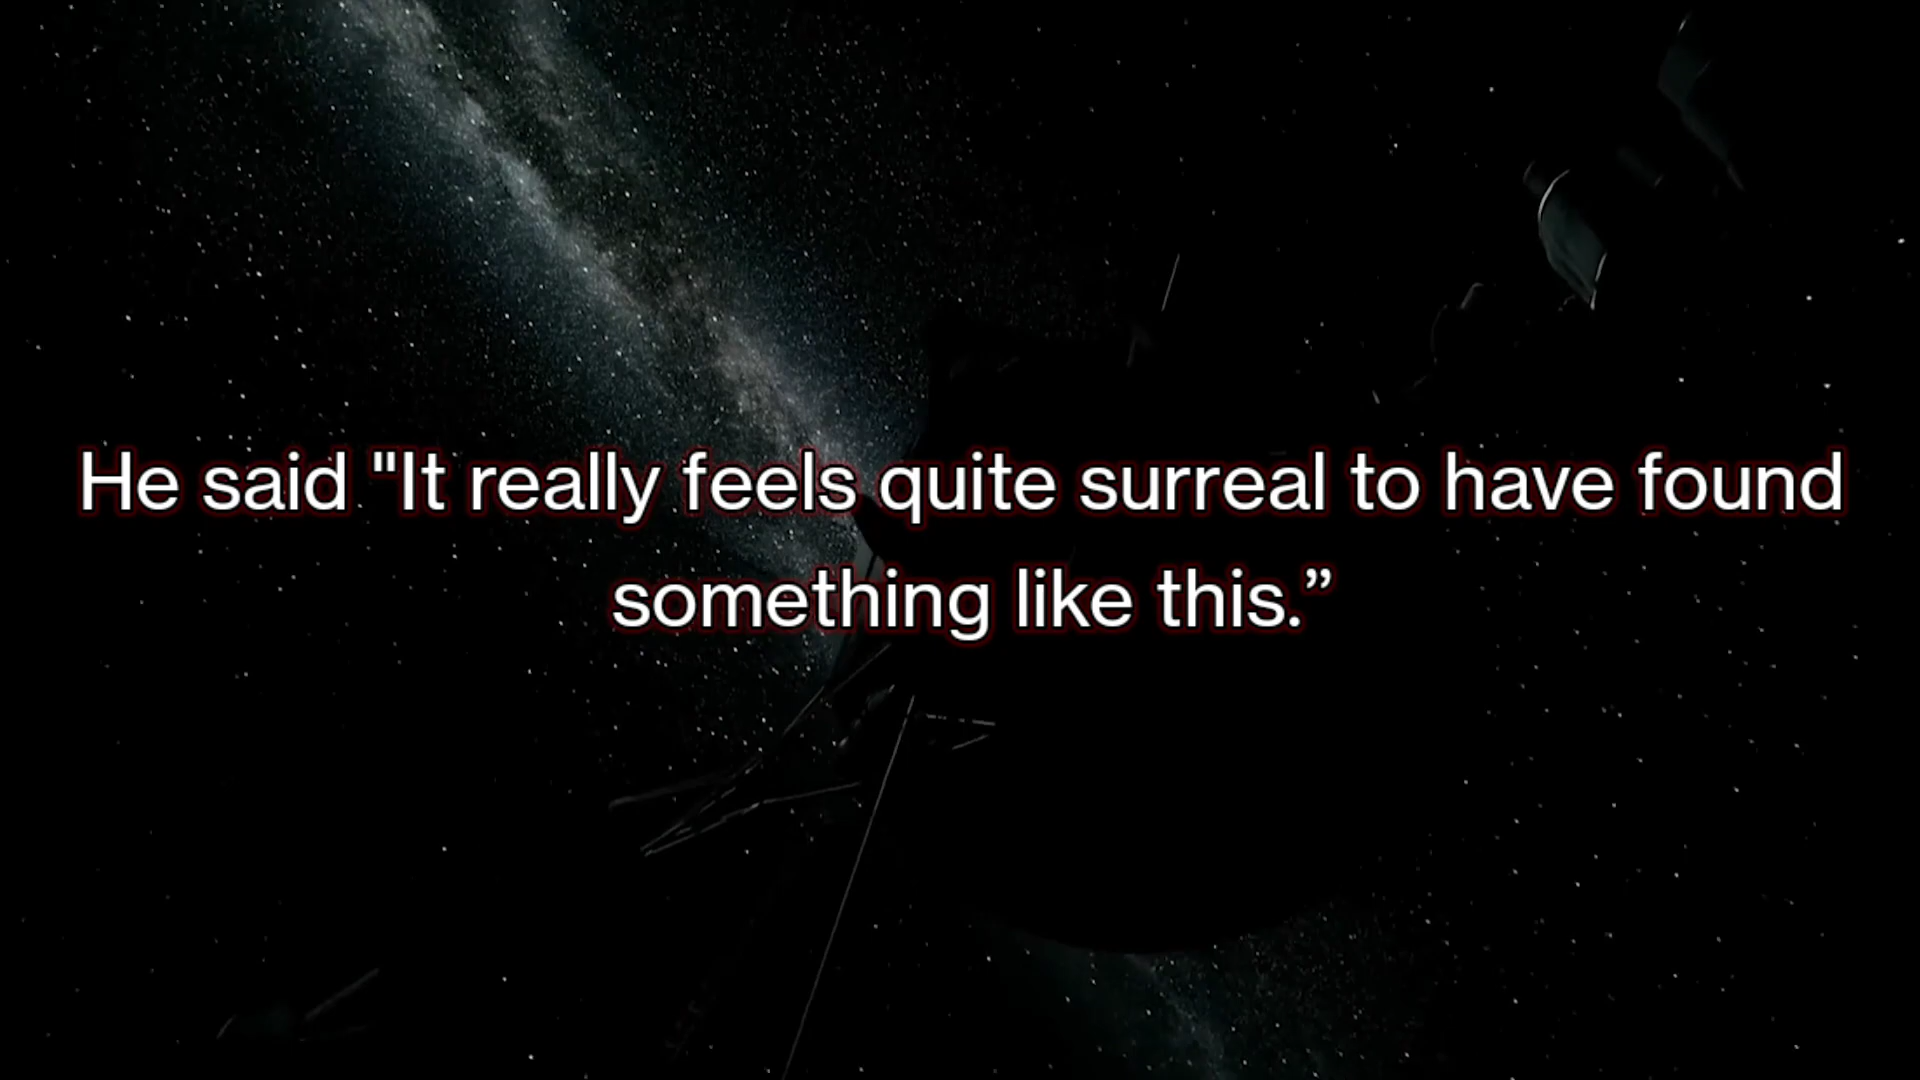 He said "It really feels quite surreal to have found
something like this.”